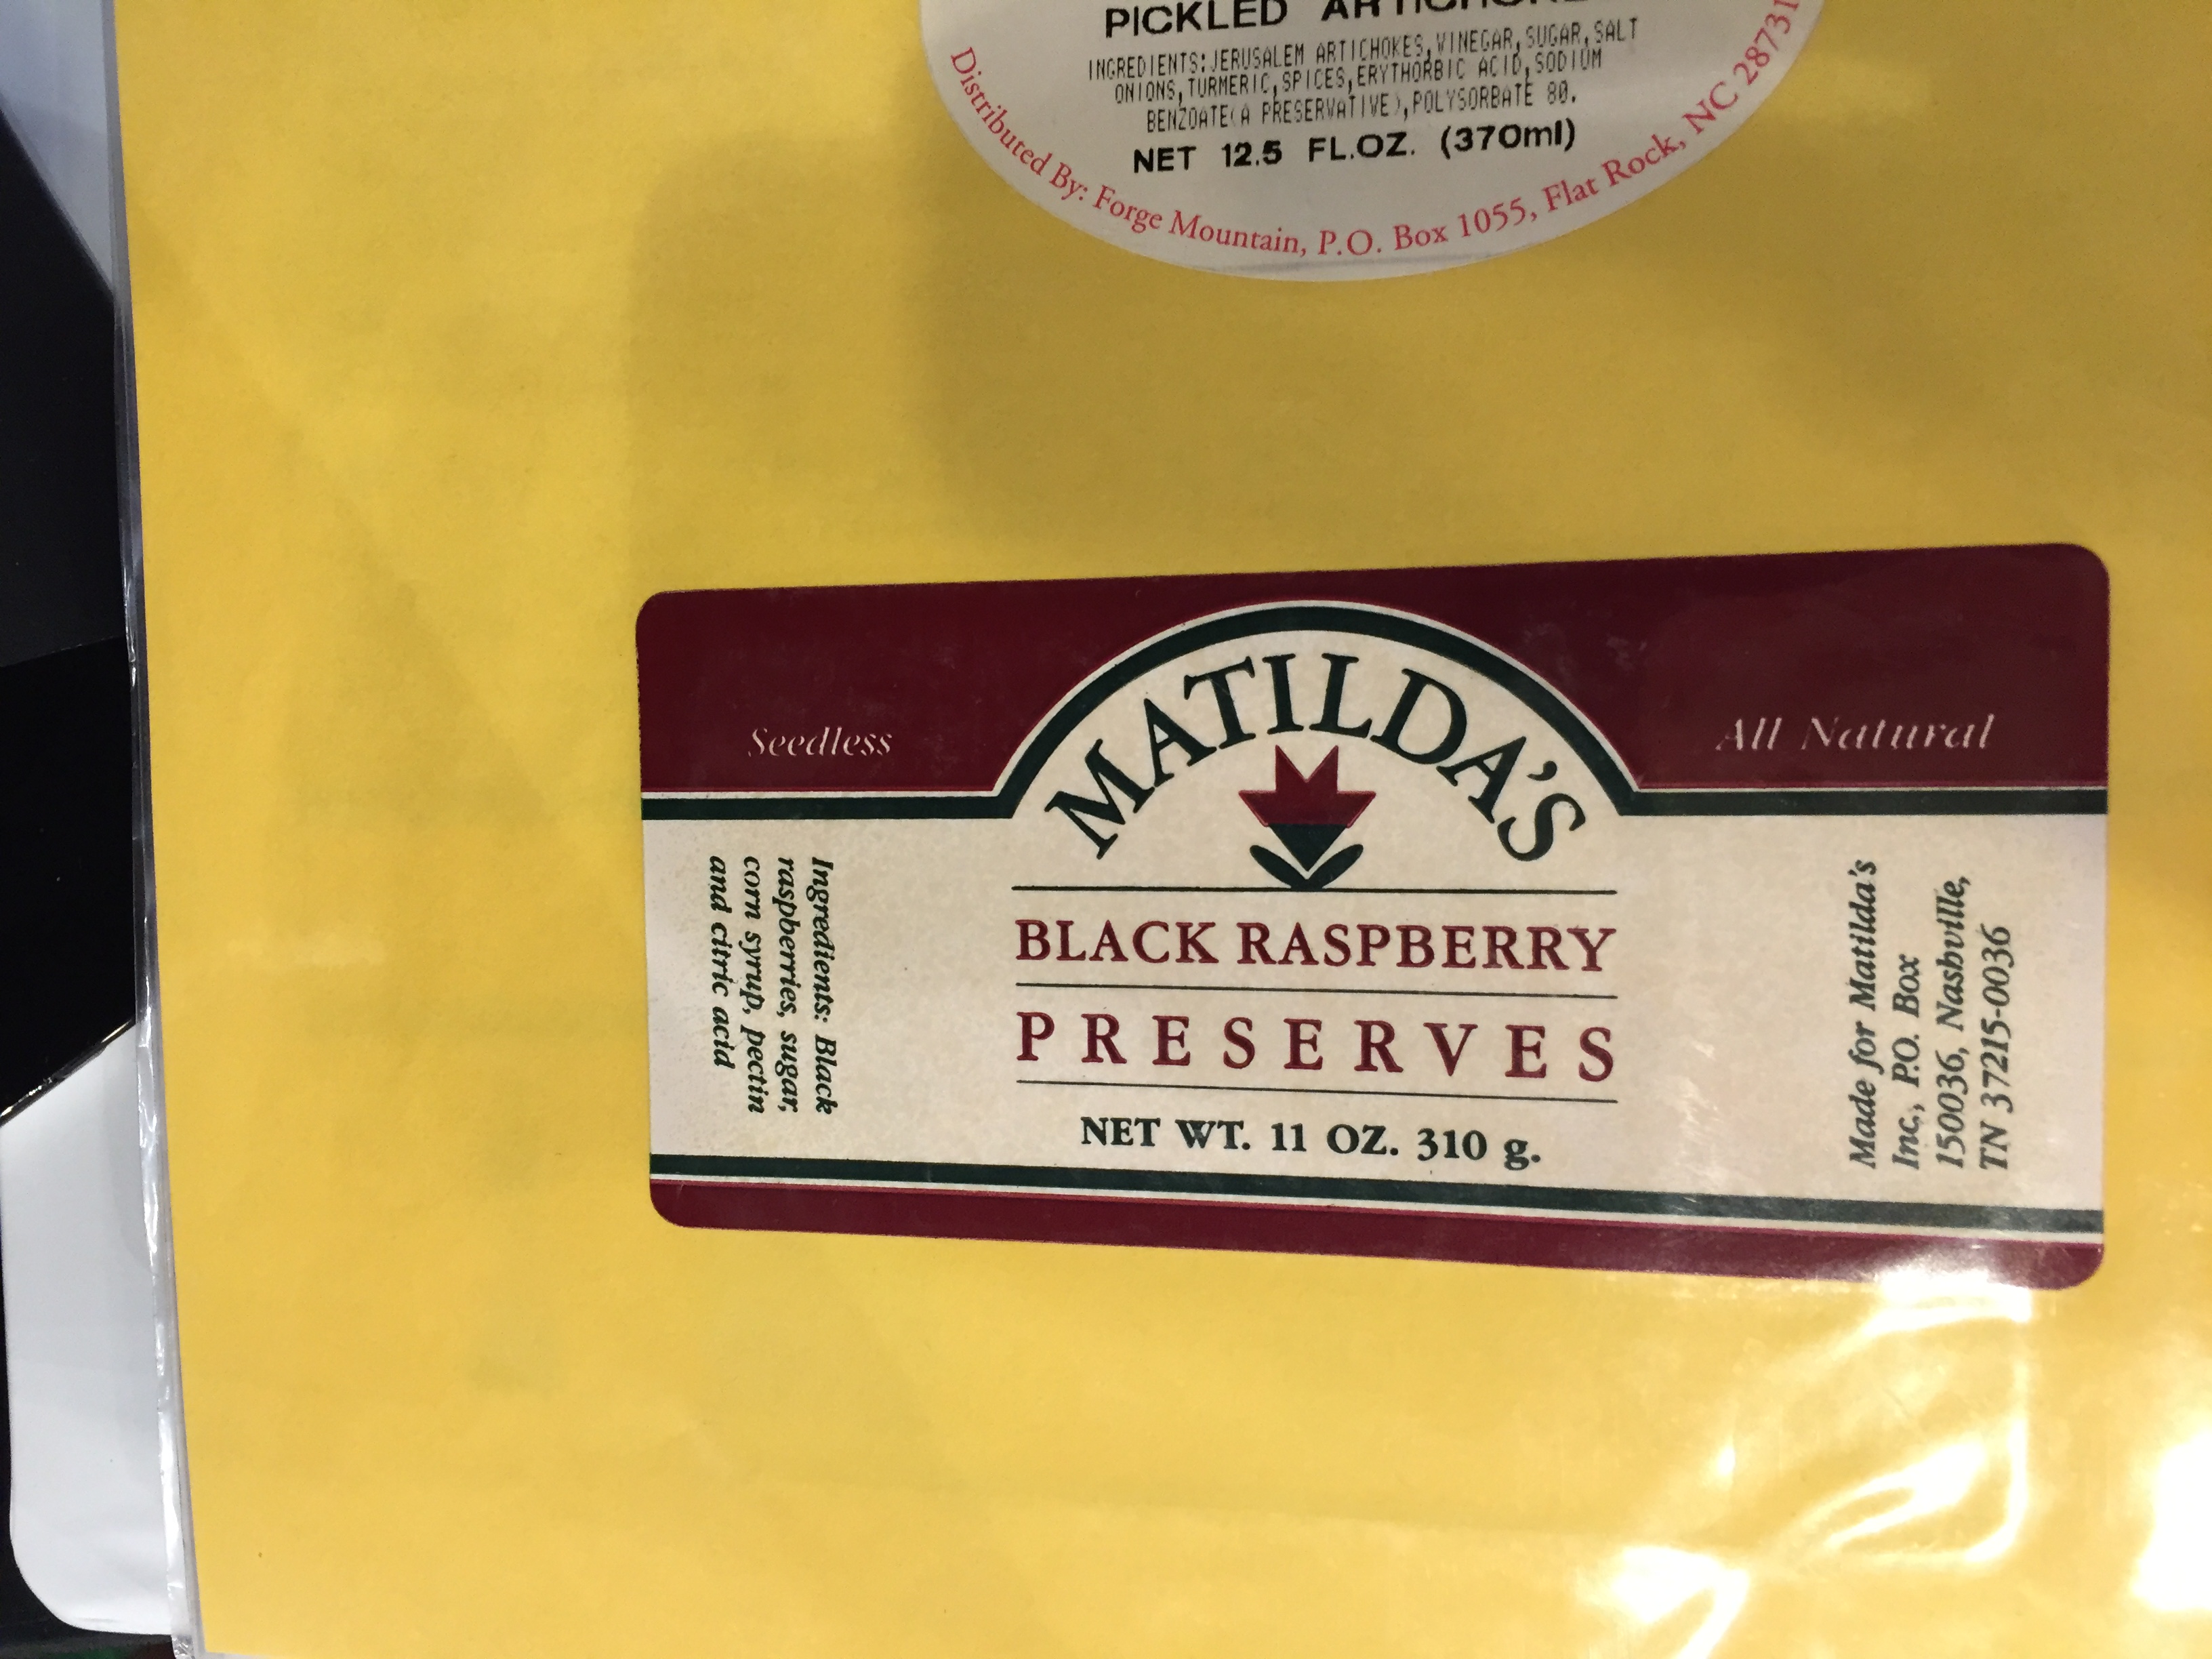 PICKLED
INGREDIENTS:JERUSALEM ARTICHOKES,VINEGAR,SUGAR,SALT
ONIONS,TURMERIC,SPICES,ERYTHORBIC ACID,SODIUM
BENZOATE(A PRESERVATIVE),POLYSORBATE 80.
NET 12.5 FL.OZ. (370ml)
Distributed By: Forge Mountain, P.O. Box 1055, Flat Rock, NC 28731
Seedless
MATILDA'S
All Natural
Ingredients: Black
raspberries, sugar,
corn syrup, pectin
and citric acid
BLACK RASPBERRY
PRESERVES
NET WT. 11 OZ. 310 g.
Made for Matilda's
Inc., P.O. Box
150036, Nashville,
TN 37215-0036